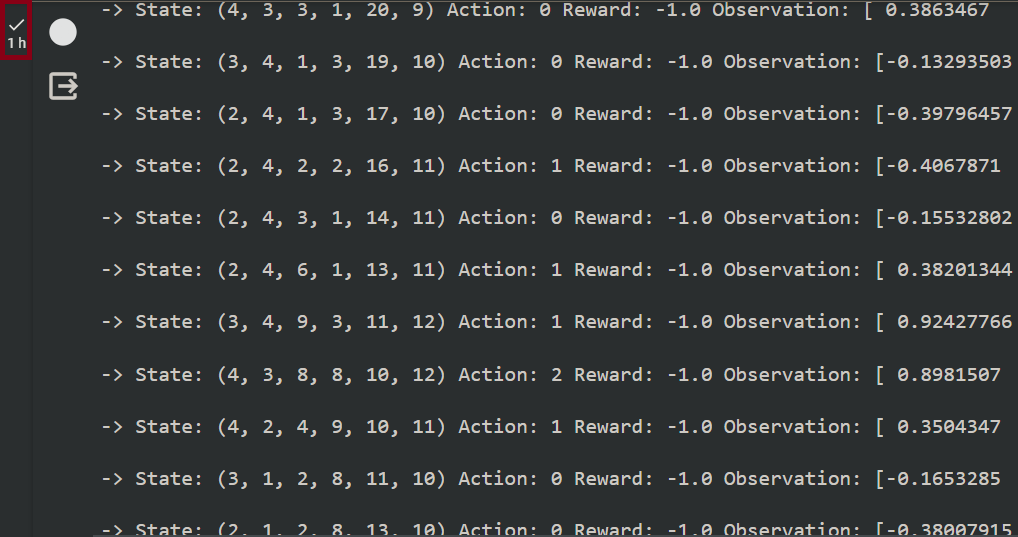 -> State: (4, 3, 3, 1, 20, 9) Action: 0 Reward: -1.0 Observation: [ 0.3863467
1h
-> State: (3, 4, 1, 3, 19, 10) Action: 0 Reward: -1.0 Observation: [-0.13293503
-> State: (2, 4, 1, 3, 17, 10) Action: 0 Reward: -1.0 Observation: [-0.39796457
-> State: (2, 4, 2, 2, 16, 11) Action: 1 Reward: -1.0 Observation: [-0.4067871
-> State: (2, 4, 3, 1, 14, 11) Action: 0 Reward: -1.0 Observation: [-0.15532802
-> State: (2, 4, 6, 1, 13, 11) Action: 1 Reward: -1.0 Observation: [ 0.38201344
-> State: (3, 4, 9, 3, 11, 12) Action: 1 Reward: -1.0 Observation: [ 0.92427766
-> State: (4, 3, 8, 8, 10, 12) Action: 2 Reward: -1.0 Observation: [ 0.8981507
-> State: (4, 2, 4, 9, 10, 11) Action: 1 Reward: -1.0 Observation: [ 0.3504347
-> State: (3, 1, 2, 8, 11, 10) Action: 0 Reward: -1.0 Observation: [-0.1653285
-> State: (2, 1, 2, 8, 13, 10) Action: 0 Reward: -1.0 Observation: [-0.38007915